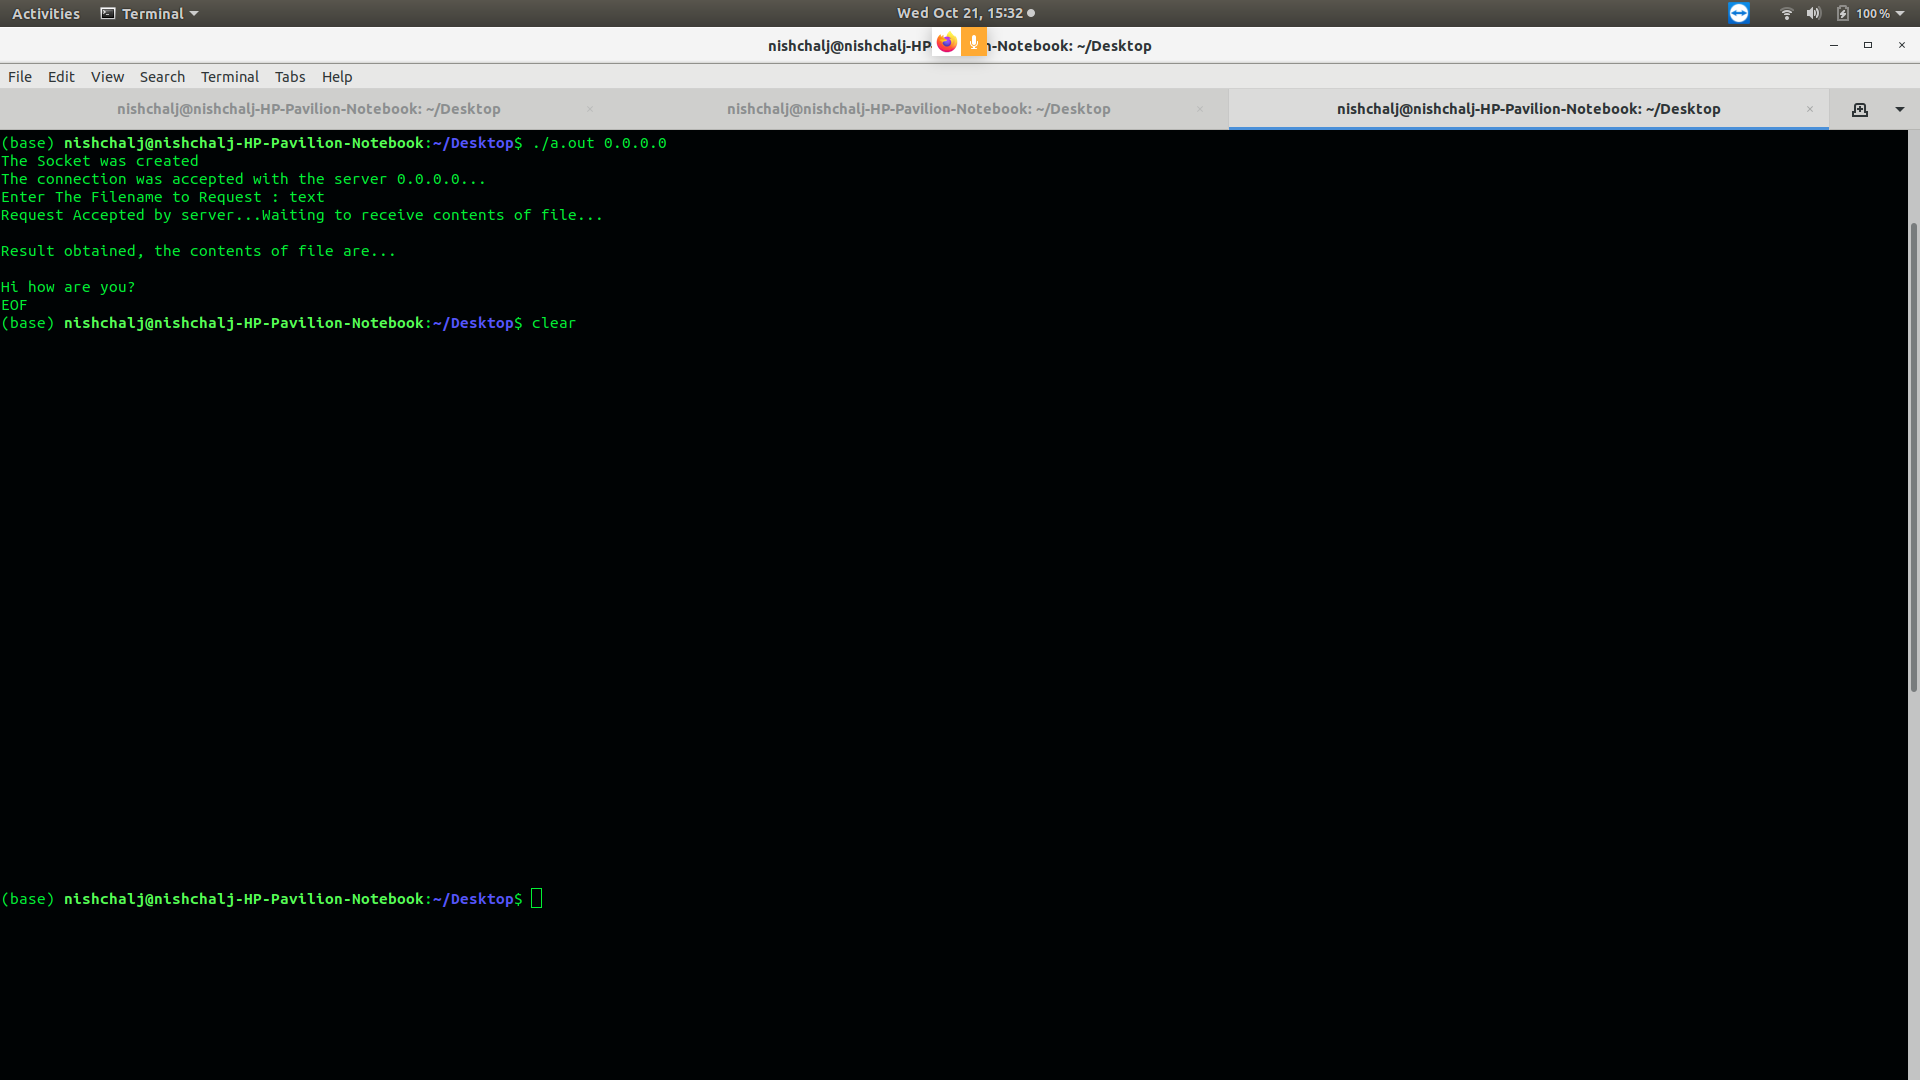 Activities Terminal Wed Oct 21, 15:32 100 %
nishchalj@nishchalj-HP- n-Notebook: ~/Desktop
File Edit View Search Terminal Tabs Help
nishchalj@nishchalj-HP-Pavilion-Notebook: ~/Desktop × nishchalj@nishchalj-HP-Pavilion-Notebook: ~/Desktop × nishchalj@nishchalj-HP-Pavilion-Notebook: ~/Desktop ×
(base) nishchalj@nishchalj-HP-Pavilion-Notebook:~/Desktop$ ./a.out 0.0.0.0
The Socket was created
The connection was accepted with the server 0.0.0.0...
Enter The Filename to Request : text
Request Accepted by server...Waiting to receive contents of file...
Result obtained, the contents of file are...
Hi how are you?
EOF
(base) nishchalj@nishchalj-HP-Pavilion-Notebook:~/Desktop$ clear
(base) nishchalj@nishchalj-HP-Pavilion-Notebook:~/Desktop$